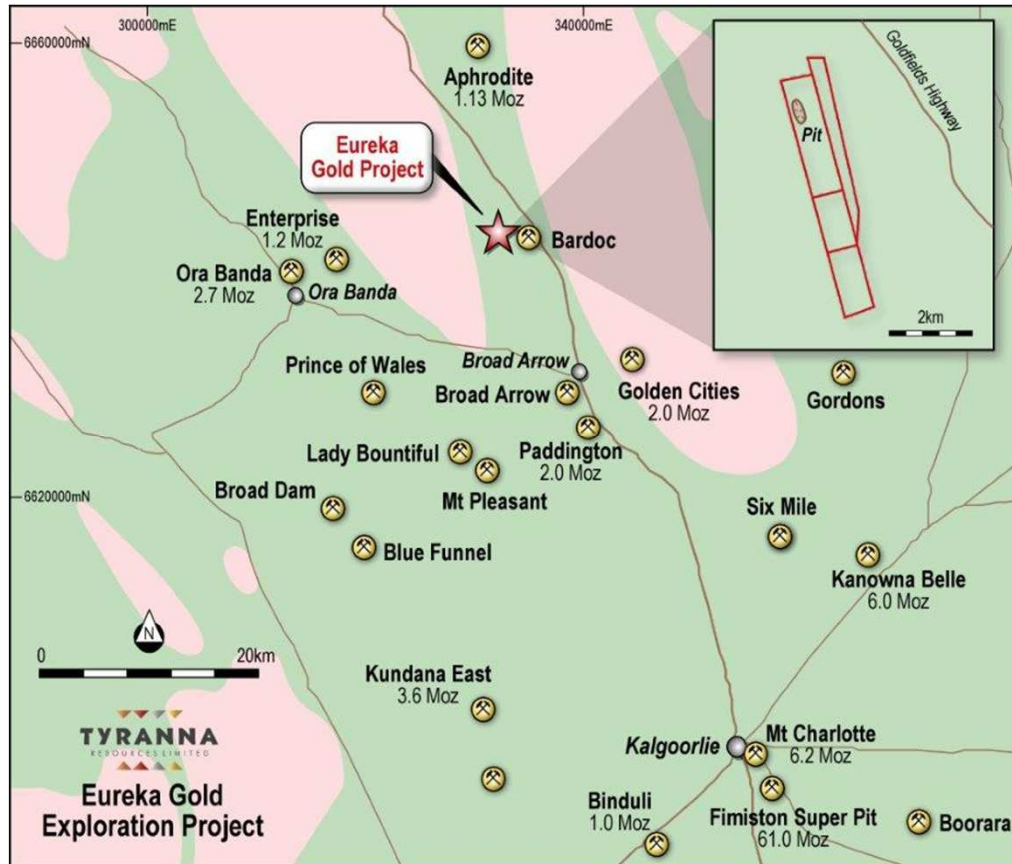 300000mE
340000mE
6660000mN
Aphrodite
1.13 Moz
Goldfields Highway
Pit
2km
Eureka
Gold Project
Bardoc
Enterprise
1.2 Moz
Ora Banda
2.7 Moz
Ora Banda
Prince of Wales
Broad Arrow
Broad Arrow
Golden Cities
2.0 Moz
Gordons
Paddington
2.0 Moz
Lady Bountiful
Mt Pleasant
6620000mN
Broad Dam
Blue Funnel
Six Mile
Kanowna Belle
6.0 Moz
N
0 20km
Kundana East
3.6 Moz
TYRANNA
RESOURCES LIMITED
Eureka Gold
Exploration Project
Kalgoorlie
Mt Charlotte
6.2 Moz
Binduli
1.0 Moz
Fimiston Super Pit
61.0 Moz
Boorara